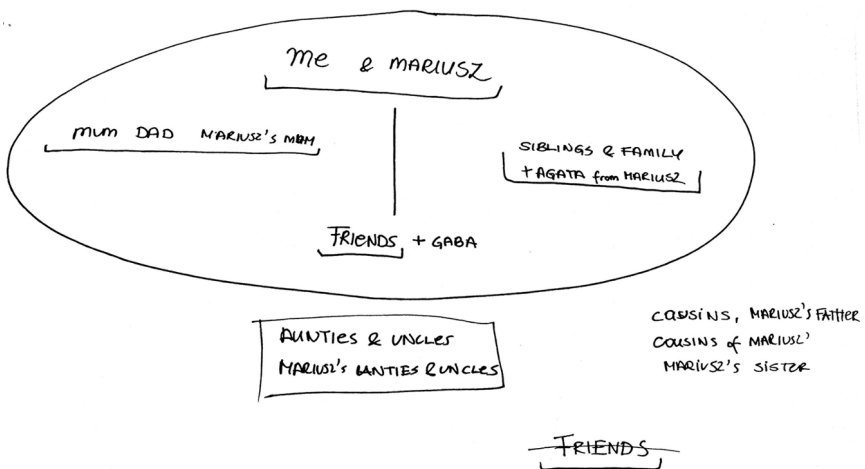 me & MARIUSZ
mum DAD MARIUSZ'S MUM
SIBLINGS & FAMILY
+ AGATA from MARIUSZ
FRIENDS + GABA
AUNTIES & UNCLES
MARIUSZ'S AUNTIES & UNCLES
COUSINS, MARIUSZ'S FATHER
COUSINS of MARIUSZ'
MARIUSZ'S SISTER
FRIENDS